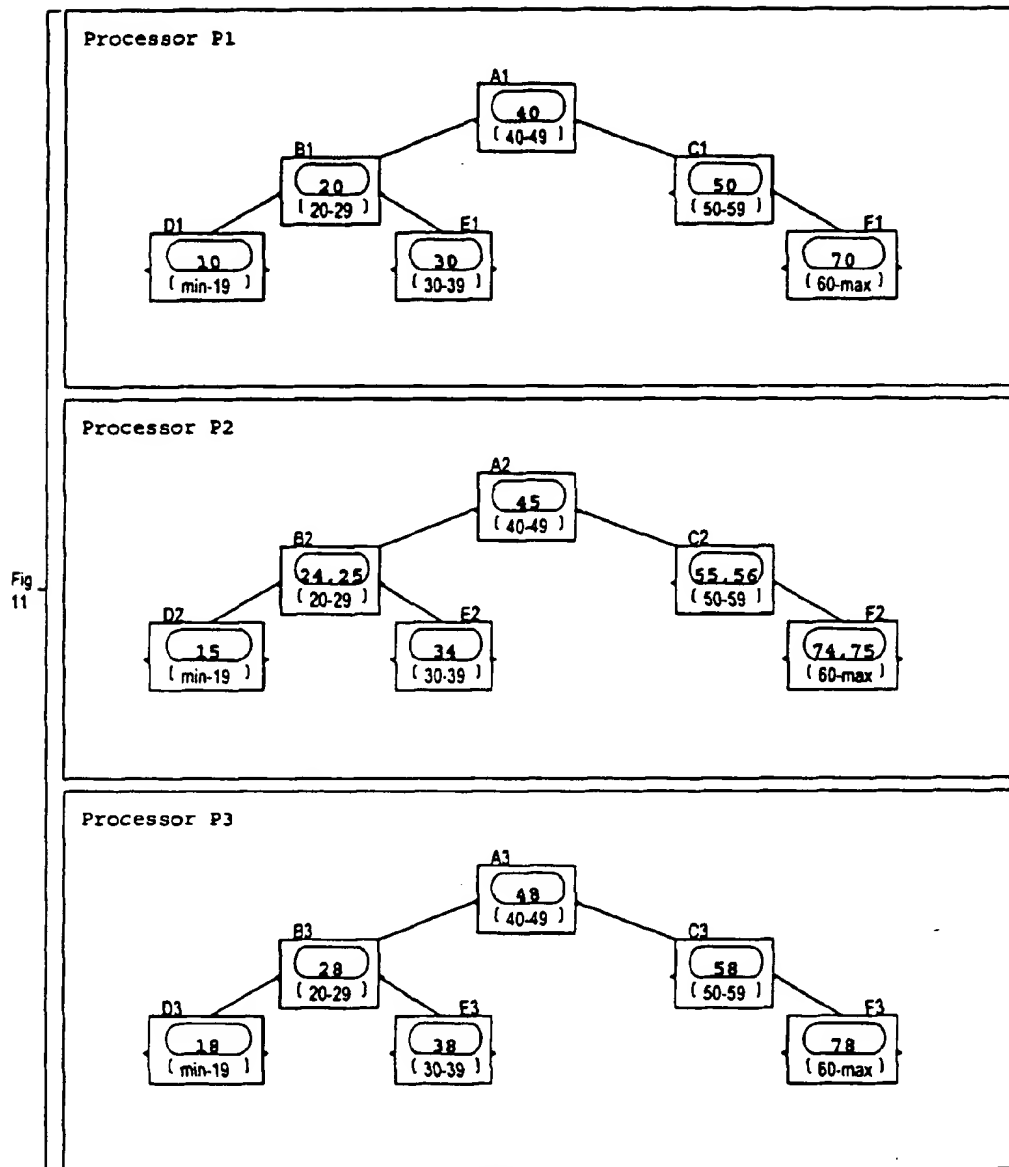 Processor P1
A1
40
( 40-49 )
B1
20
( 20-29 )
C1
50
( 50-59 )
D1
10
( min-19 )
E1
30
( 30-39 )
F1
70
( 60-max )
Processor P2
A2
45
( 40-49 )
B2
24,25
( 20-29 )
C2
55,56
( 50-59 )
Fig
11
D2
15
( min-19 )
E2
34
( 30-39 )
F2
74,75
( 60-max )
Processor P3
A3
48
( 40-49 )
B3
28
( 20-29 )
C3
58
( 50-59 )
D3
18
( min-19 )
E3
38
( 30-39 )
F3
78
( 60-max )